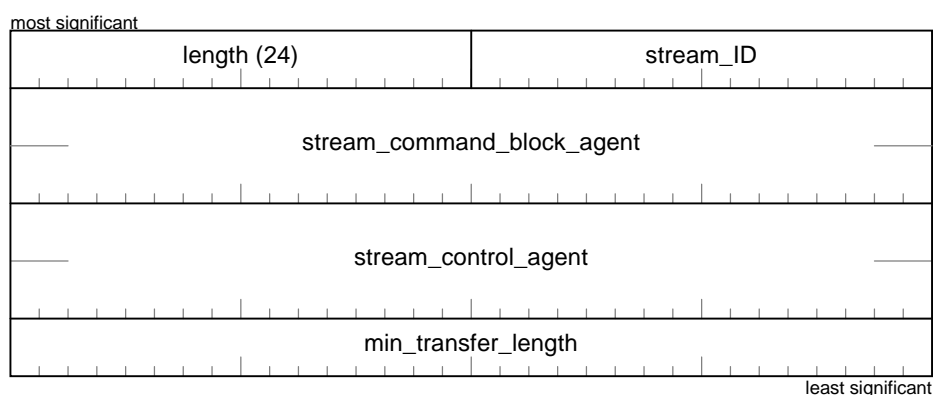 most significant
length (24) stream_ID
stream_command_block_agent
stream_control_agent
min_transfer_length
least significant